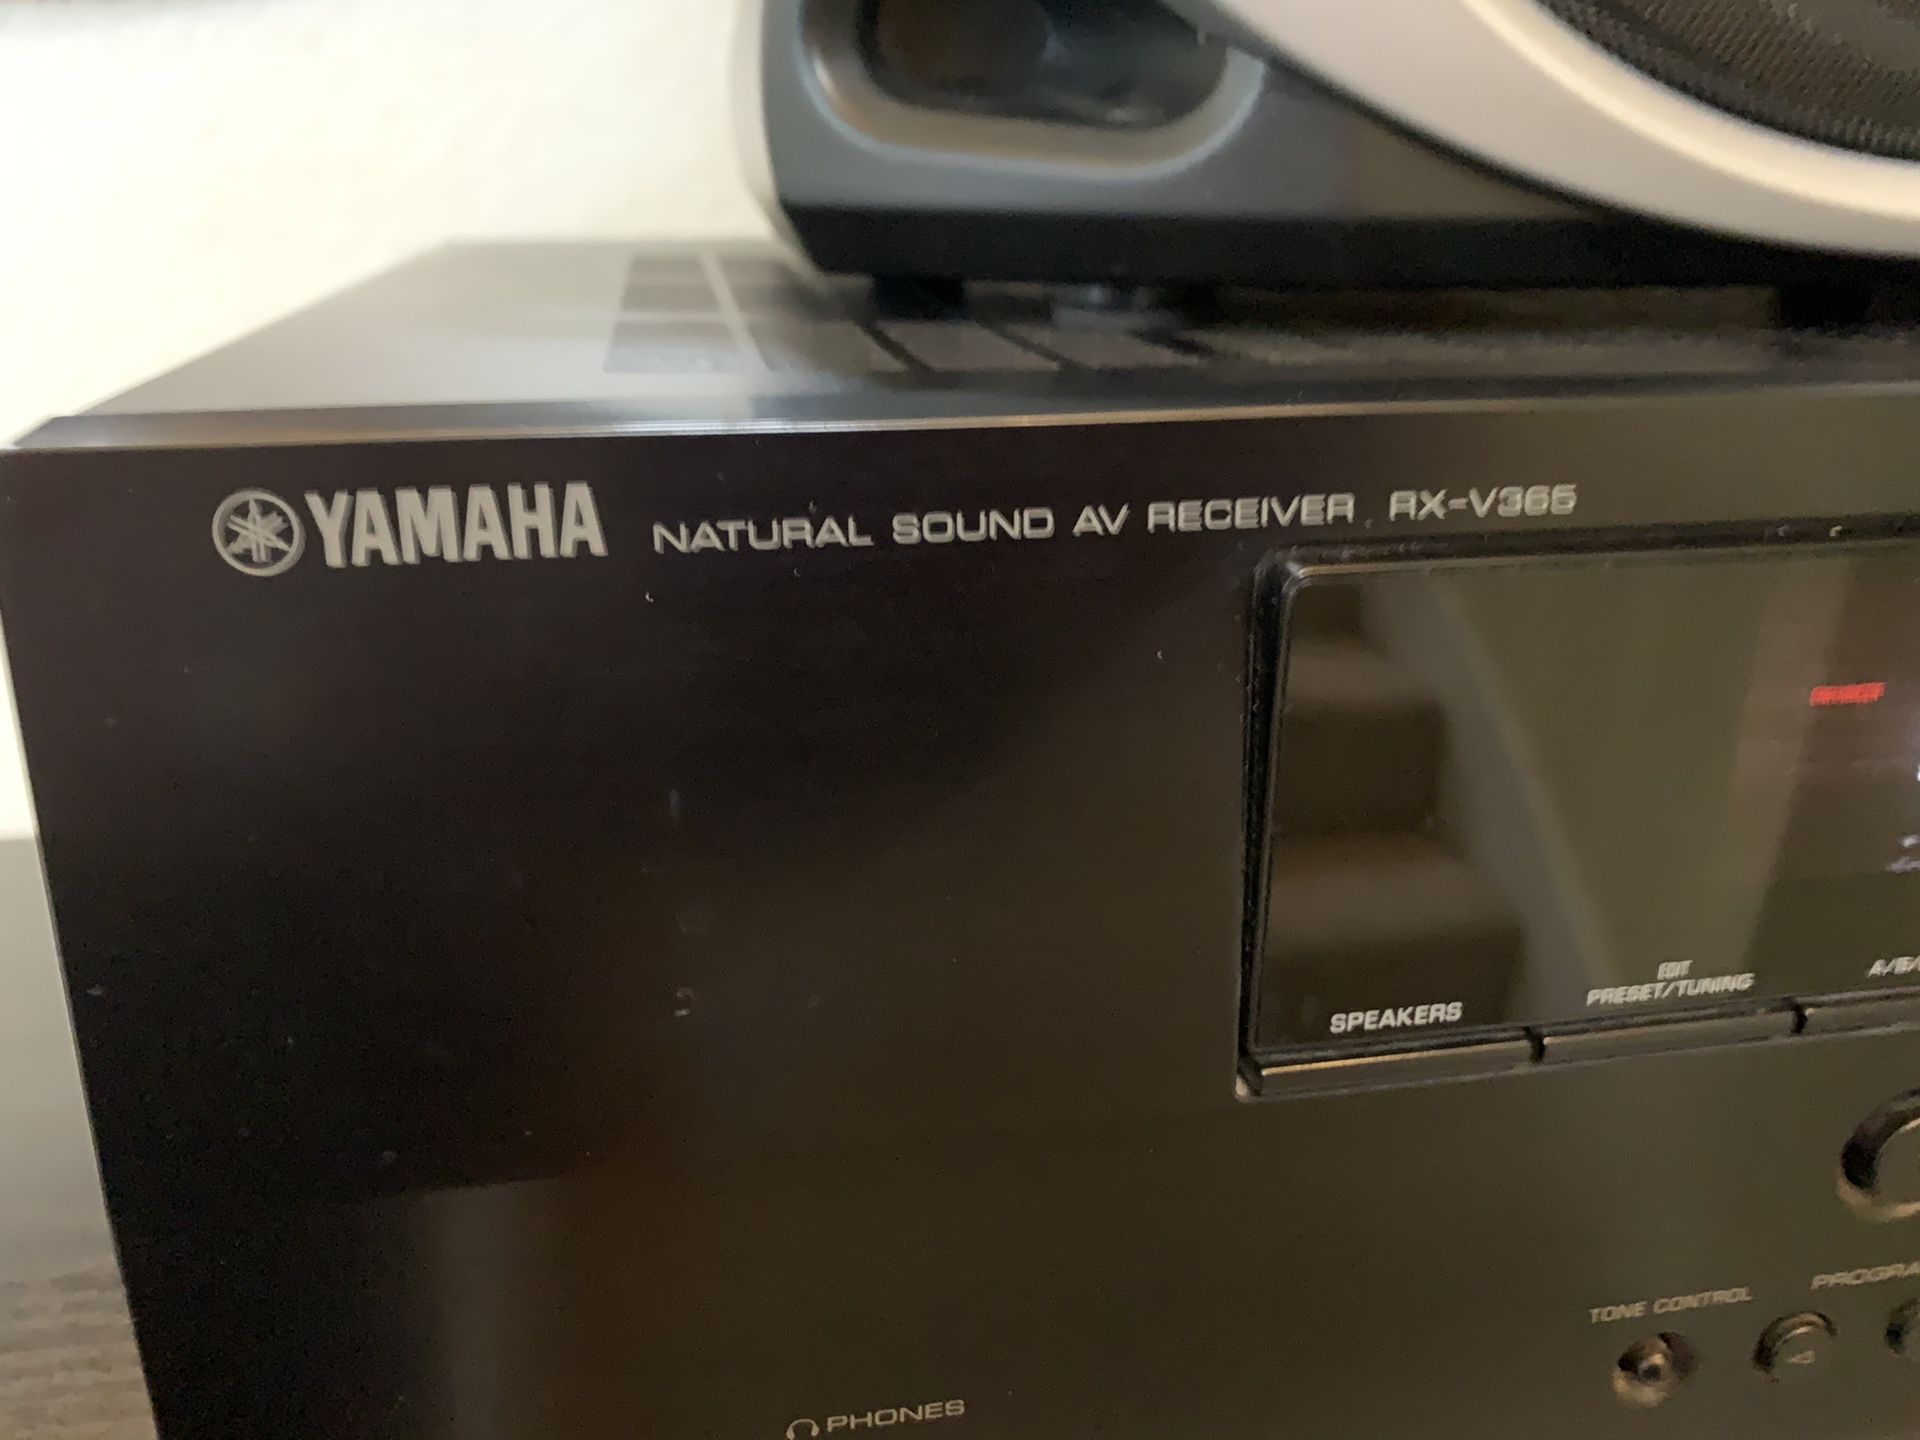 YAMAHA NATURAL SOUND AV RECEIVER RX-V365
SPEAKERS
EDIT
PRESET/TUNING
TONE CONTROL
PHONES